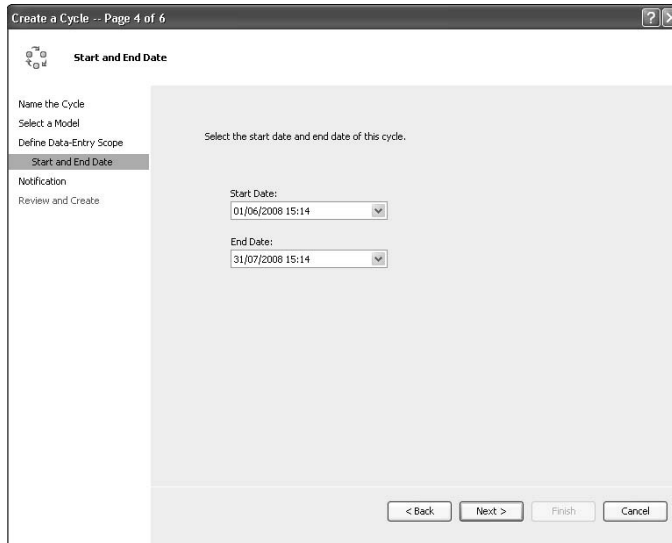 Create a Cycle -- Page 4 of 6
Start and End Date
Name the Cycle
Select a Model
Define Data-Entry Scope
Start and End Date
Notification
Review and Create
Select the start date and end date of this cycle.
Start Date:
01/06/2008 15:14
End Date:
31/07/2008 15:14
< Back Next > Finish Cancel